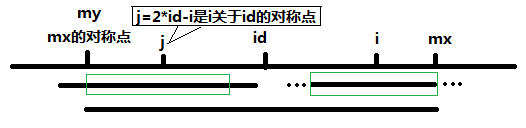 my j=2*id-i是i关于id的对称点
mx的对称点 j id i mx
... ...